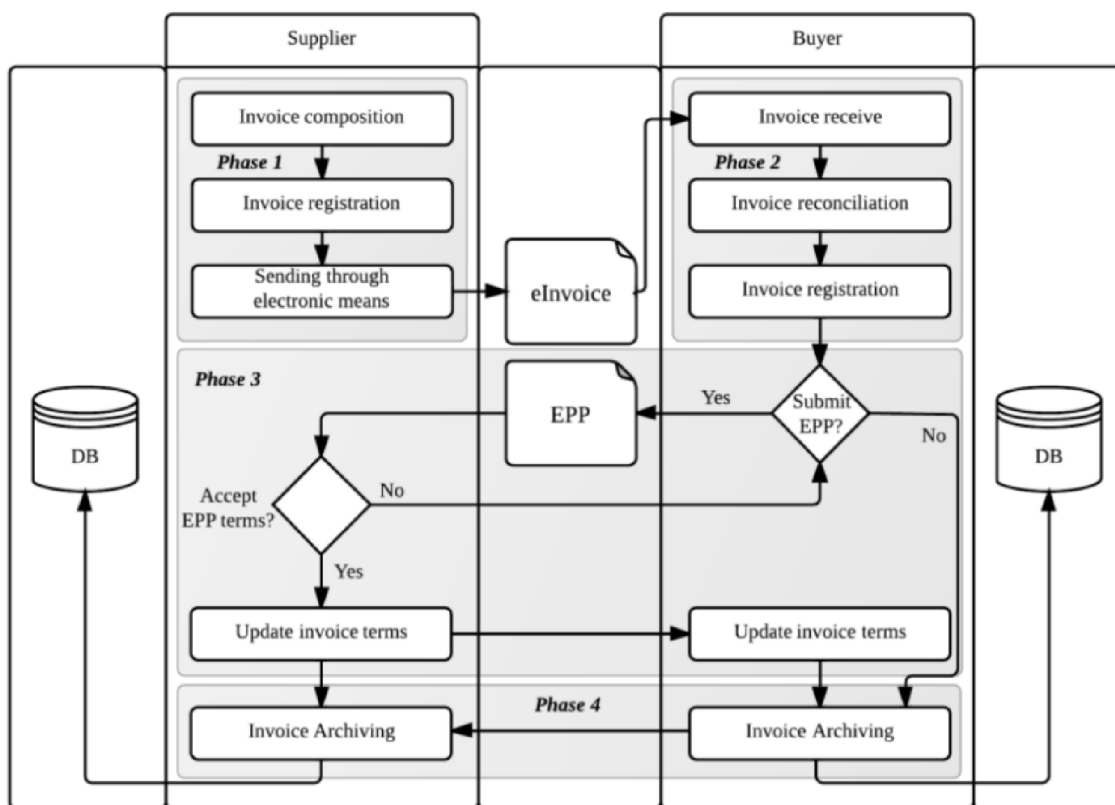 Supplier
Buyer
Invoice composition
Phase 1
Invoice registration
Sending through
electronic means
eInvoice
Invoice receive
Phase 2
Invoice reconciliation
Invoice registration
Phase 3
EPP
Yes
Submit
EPP?
No
DB
Accept
EPP terms?
No
Yes
DB
Update invoice terms
Update invoice terms
Phase 4
Invoice Archiving
Invoice Archiving